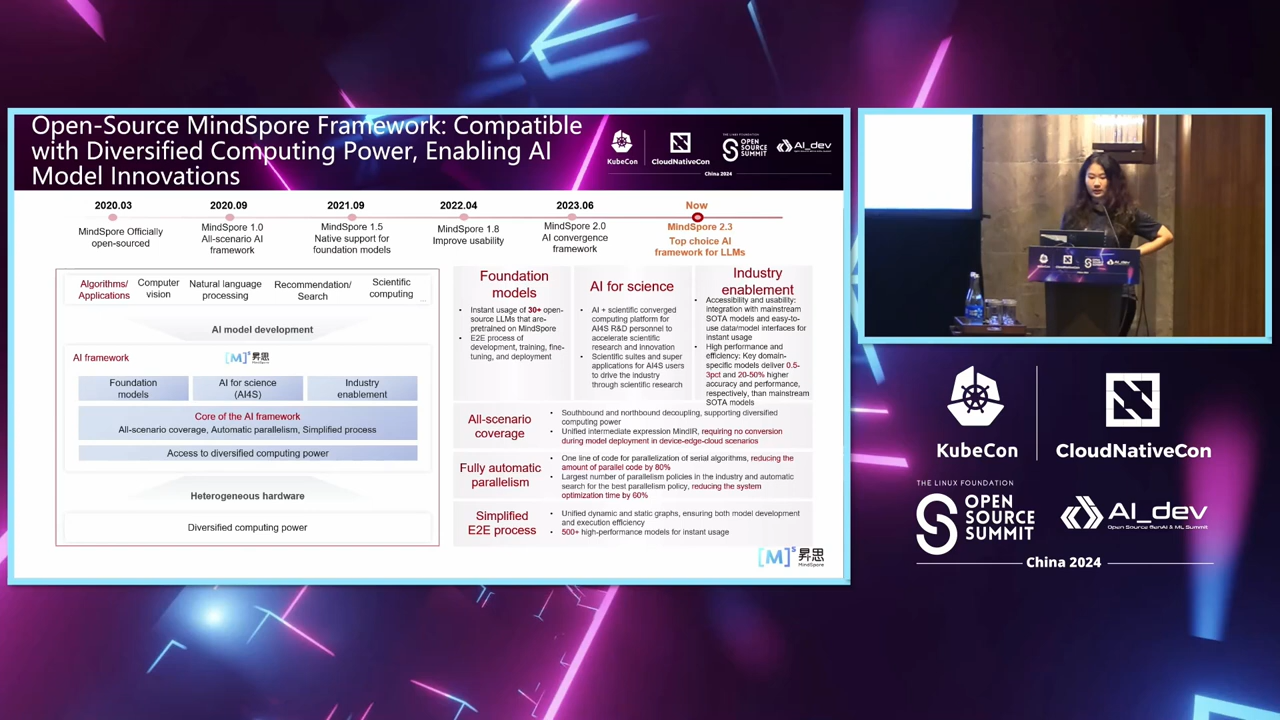 Open-Source MindSpore Framework: Compatible
with Diversified Computing Power, Enabling AI
Model Innovations
KubeCon
CloudNativeCon
THE LINUX FOUNDATION
OPEN
SOURCE
SUMMIT
AI_dev
China 2024
2020.03
MindSpore Officially
open-sourced
2020.09
MindSpore 1.0
All-scenario AI
framework
2021.09
MindSpore 1.5
Native support for
foundation models
2022.04
MindSpore 1.8
Improve usability
2023.06
MindSpore 2.0
AI convergence
framework
Now
MindSpore 2.3
Top choice AI
framework for LLMs
Algorithms/
Applications
Computer
vision
Natural language
processing
Recommendation/
Search
Scientific
computing
...
AI model development
AI framework
[M]s 昇思
MindSpore
Foundation
models
AI for science
(AI4S)
Industry
enablement
Core of the AI framework
All-scenario coverage, Automatic parallelism, Simplified process
Access to diversified computing power
Heterogeneous hardware
Diversified computing power
Foundation
models
• Instant usage of 30+ open-
source LLMs that are-
pretrained on MindSpore
• E2E process of
development, training, fine-
tuning, and deployment
AI for science
• AI + scientific converged
computing platform for
AI4S R&D personnel to
accelerate scientific
research and innovation
• Scientific suites and super
applications for AI4S users
to drive the industry
through scientific research
Industry
enablement
• Accessibility and usability:
integration with mainstream
SOTA models and easy-to-
use data/model interfaces for
instant usage
• High performance and
efficiency: Key domain-
specific models deliver 0.5-
3pct and 20-50% higher
accuracy and performance,
respectively, than mainstream
SOTA models
All-scenario
coverage
• Southbound and northbound decoupling, supporting diversified
computing power
• Unified intermediate expression MindIR, requiring no conversion
during model deployment in device-edge-cloud scenarios
Fully automatic
parallelism
• One line of code for parallelization of serial algorithms, reducing the
amount of parallel code by 80%
• Largest number of parallelism policies in the industry and automatic
search for the best parallelism policy, reducing the system
optimization time by 60%
Simplified
E2E process
• Unified dynamic and static graphs, ensuring both model development
and execution efficiency
• 500+ high-performance models for instant usage
[M]s 昇思
MindSpore
KubeCon
CloudNativeCon
THE LINUX FOUNDATION
OPEN
SOURCE
SUMMIT
AI_dev
Open Source GenAI & ML Summit
China 2024